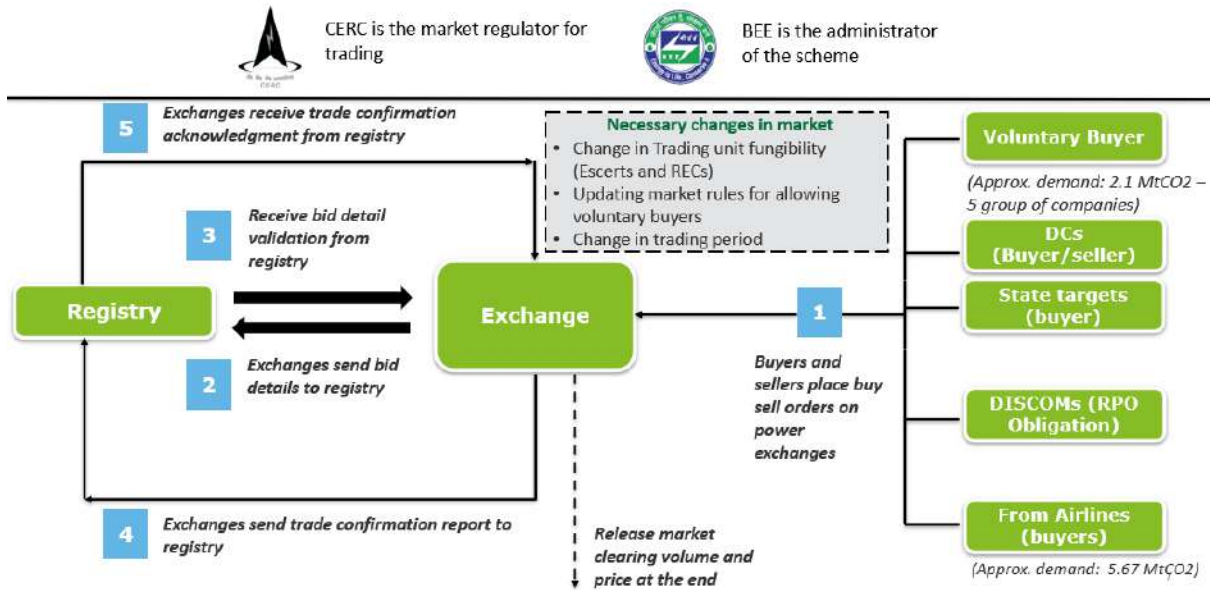 CERC is the market regulator for
trading
BEE is the administrator
of the scheme
CERC
5
Exchanges receive trade confirmation
acknowledgment from registry
Necessary changes in market
• Change in Trading unit fungibility
(Escerts and RECs)
• Updating market rules for allowing
voluntary buyers
• Change in trading period
Voluntary Buyer
(Approx. demand: 2.1 MtCO2 –
5 group of companies)
3
Receive bid detail
validation from
registry
DCs
(Buyer/seller)
Registry
Exchange
1
State targets
(buyer)
2
Exchanges send bid
details to registry
Buyers and
sellers place buy
sell orders on
power
exchanges
DISCOMs (RPO
Obligation)
4
Exchanges send trade confirmation report to
registry
Release market
clearing volume and
price at the end
From Airlines
(buyers)
(Approx. demand: 5.67 MtCO2)